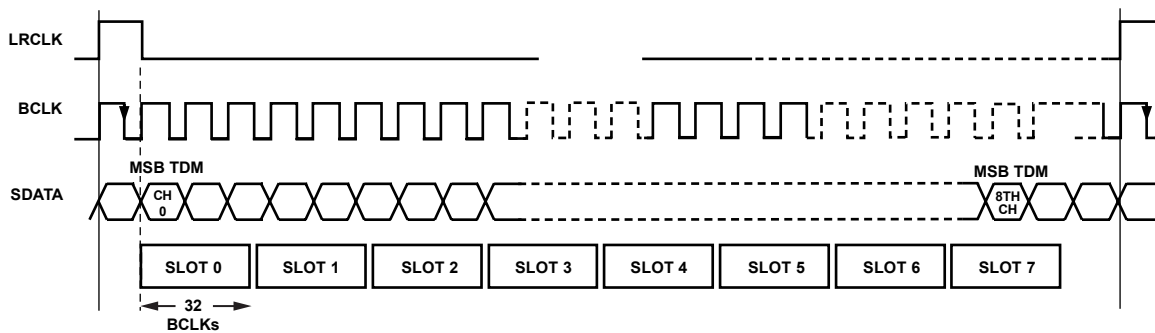 LRCLK
BCLK
MSB TDM
MSB TDM
SDATA
CH
0
8TH
CH
SLOT 0
SLOT 1
SLOT 2
SLOT 3
SLOT 4
SLOT 5
SLOT 6
SLOT 7
32
BCLKs